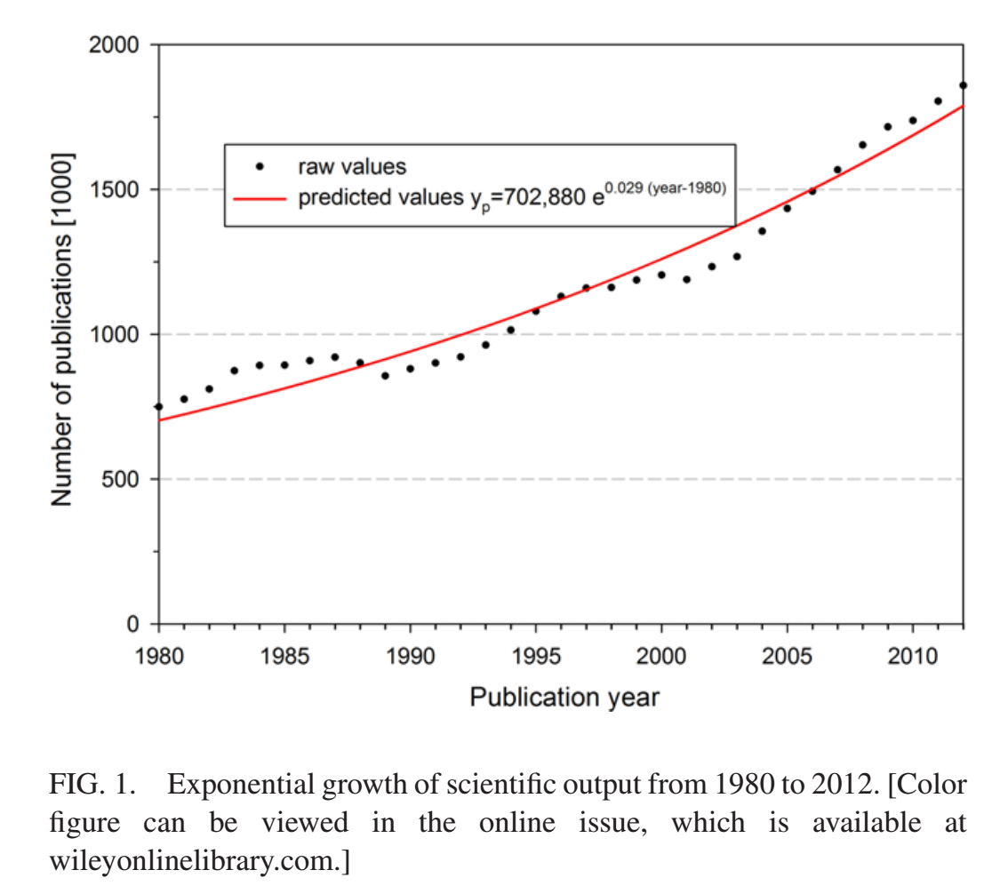 2000
1500
1000
500
0
Number of publications [1000]
raw values
predicted values yp=702,880 e0.029 (year-1980)
1980 1985 1990 1995 2000 2005 2010
Publication year
FIG. 1. Exponential growth of scientific output from 1980 to 2012. [Color
figure can be viewed in the online issue, which is available at
wileyonlinelibrary.com.]